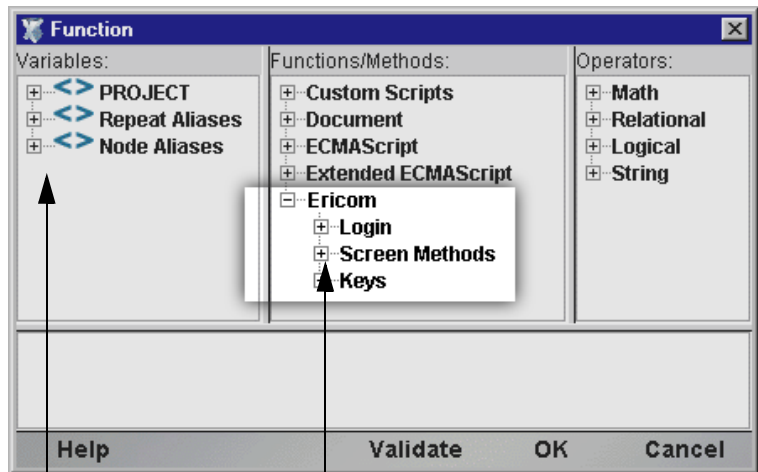 Function
Variables:
<> PROJECT
<> Repeat Aliases
<> Node Aliases
Functions/Methods:
Custom Scripts
Document
ECMAScript
Extended ECMAScript
Ericom
Login
Screen Methods
Keys
Operators:
Math
Relational
Logical
String
Help
Validate
OK
Cancel